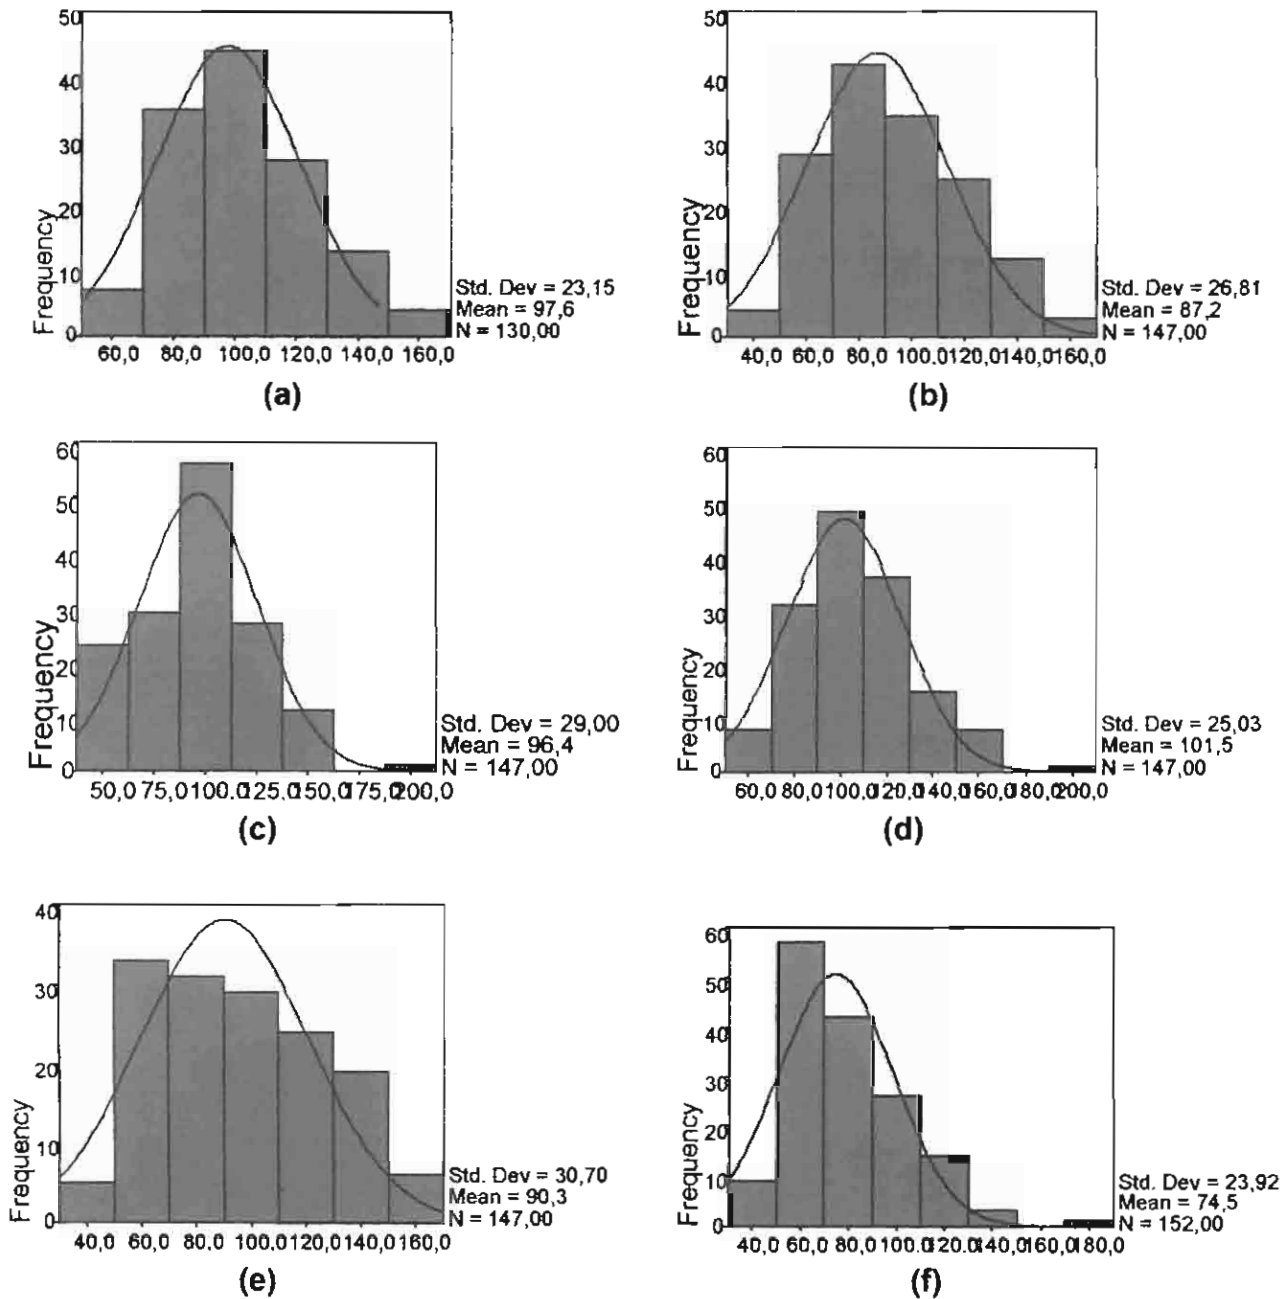 50
40
30
20
10
0
Frequency
60,0 80,0 100,0 120,0 140,0 160,0
Std. Dev = 23,15
Mean = 97,6
N = 130,00
(a)
50
40
30
20
10
0
Frequency
40,0 60,0 80,0 100,0 120,0 140,0 160,0
Std. Dev = 26,81
Mean = 87,2
N = 147,00
(b)
60
50
40
30
20
10
0
Frequency
50,0 75,0 100,0 125,0 150,0 175,0 200,0
Std. Dev = 29,00
Mean = 96,4
N = 147,00
(c)
60
50
40
30
20
10
0
Frequency
60,0 80,0 100,0 120,0 140,0 160,0 180,0 200,0
Std. Dev = 25,03
Mean = 101,5
N = 147,00
(d)
40
30
20
10
0
Frequency
40,0 60,0 80,0 100,0 120,0 140,0 160,0
Std. Dev = 30,70
Mean = 90,3
N = 147,00
(e)
60
50
40
30
20
10
0
Frequency
40,0 60,0 80,0 100,0 120,0 140,0 160,0 180,0
Std. Dev = 23,92
Mean = 74,5
N = 152,00
(f)